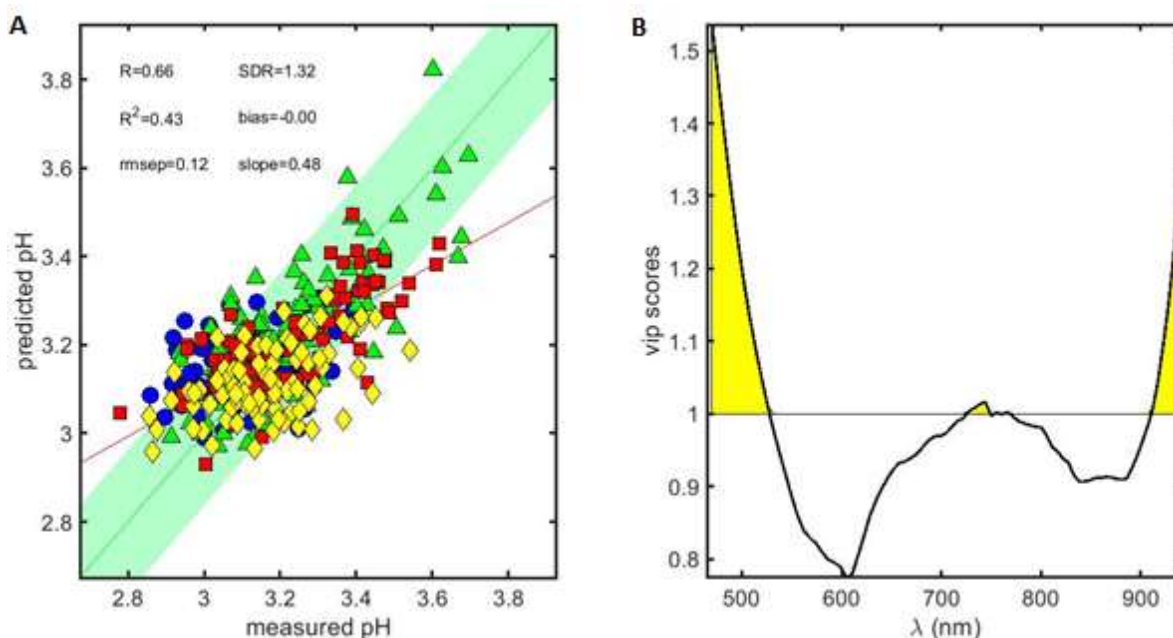 A
R=0.66 SDR=1.32
R²=0.43 bias=-0.00
rmsep=0.12 slope=0.48
predicted pH
3.8
3.6
3.4
3.2
3
2.8
2.8 3 3.2 3.4 3.6 3.8
measured pH
B
vip scores
1.5
1.4
1.3
1.2
1.1
1
0.9
0.8
500 600 700 800 900
λ (nm)